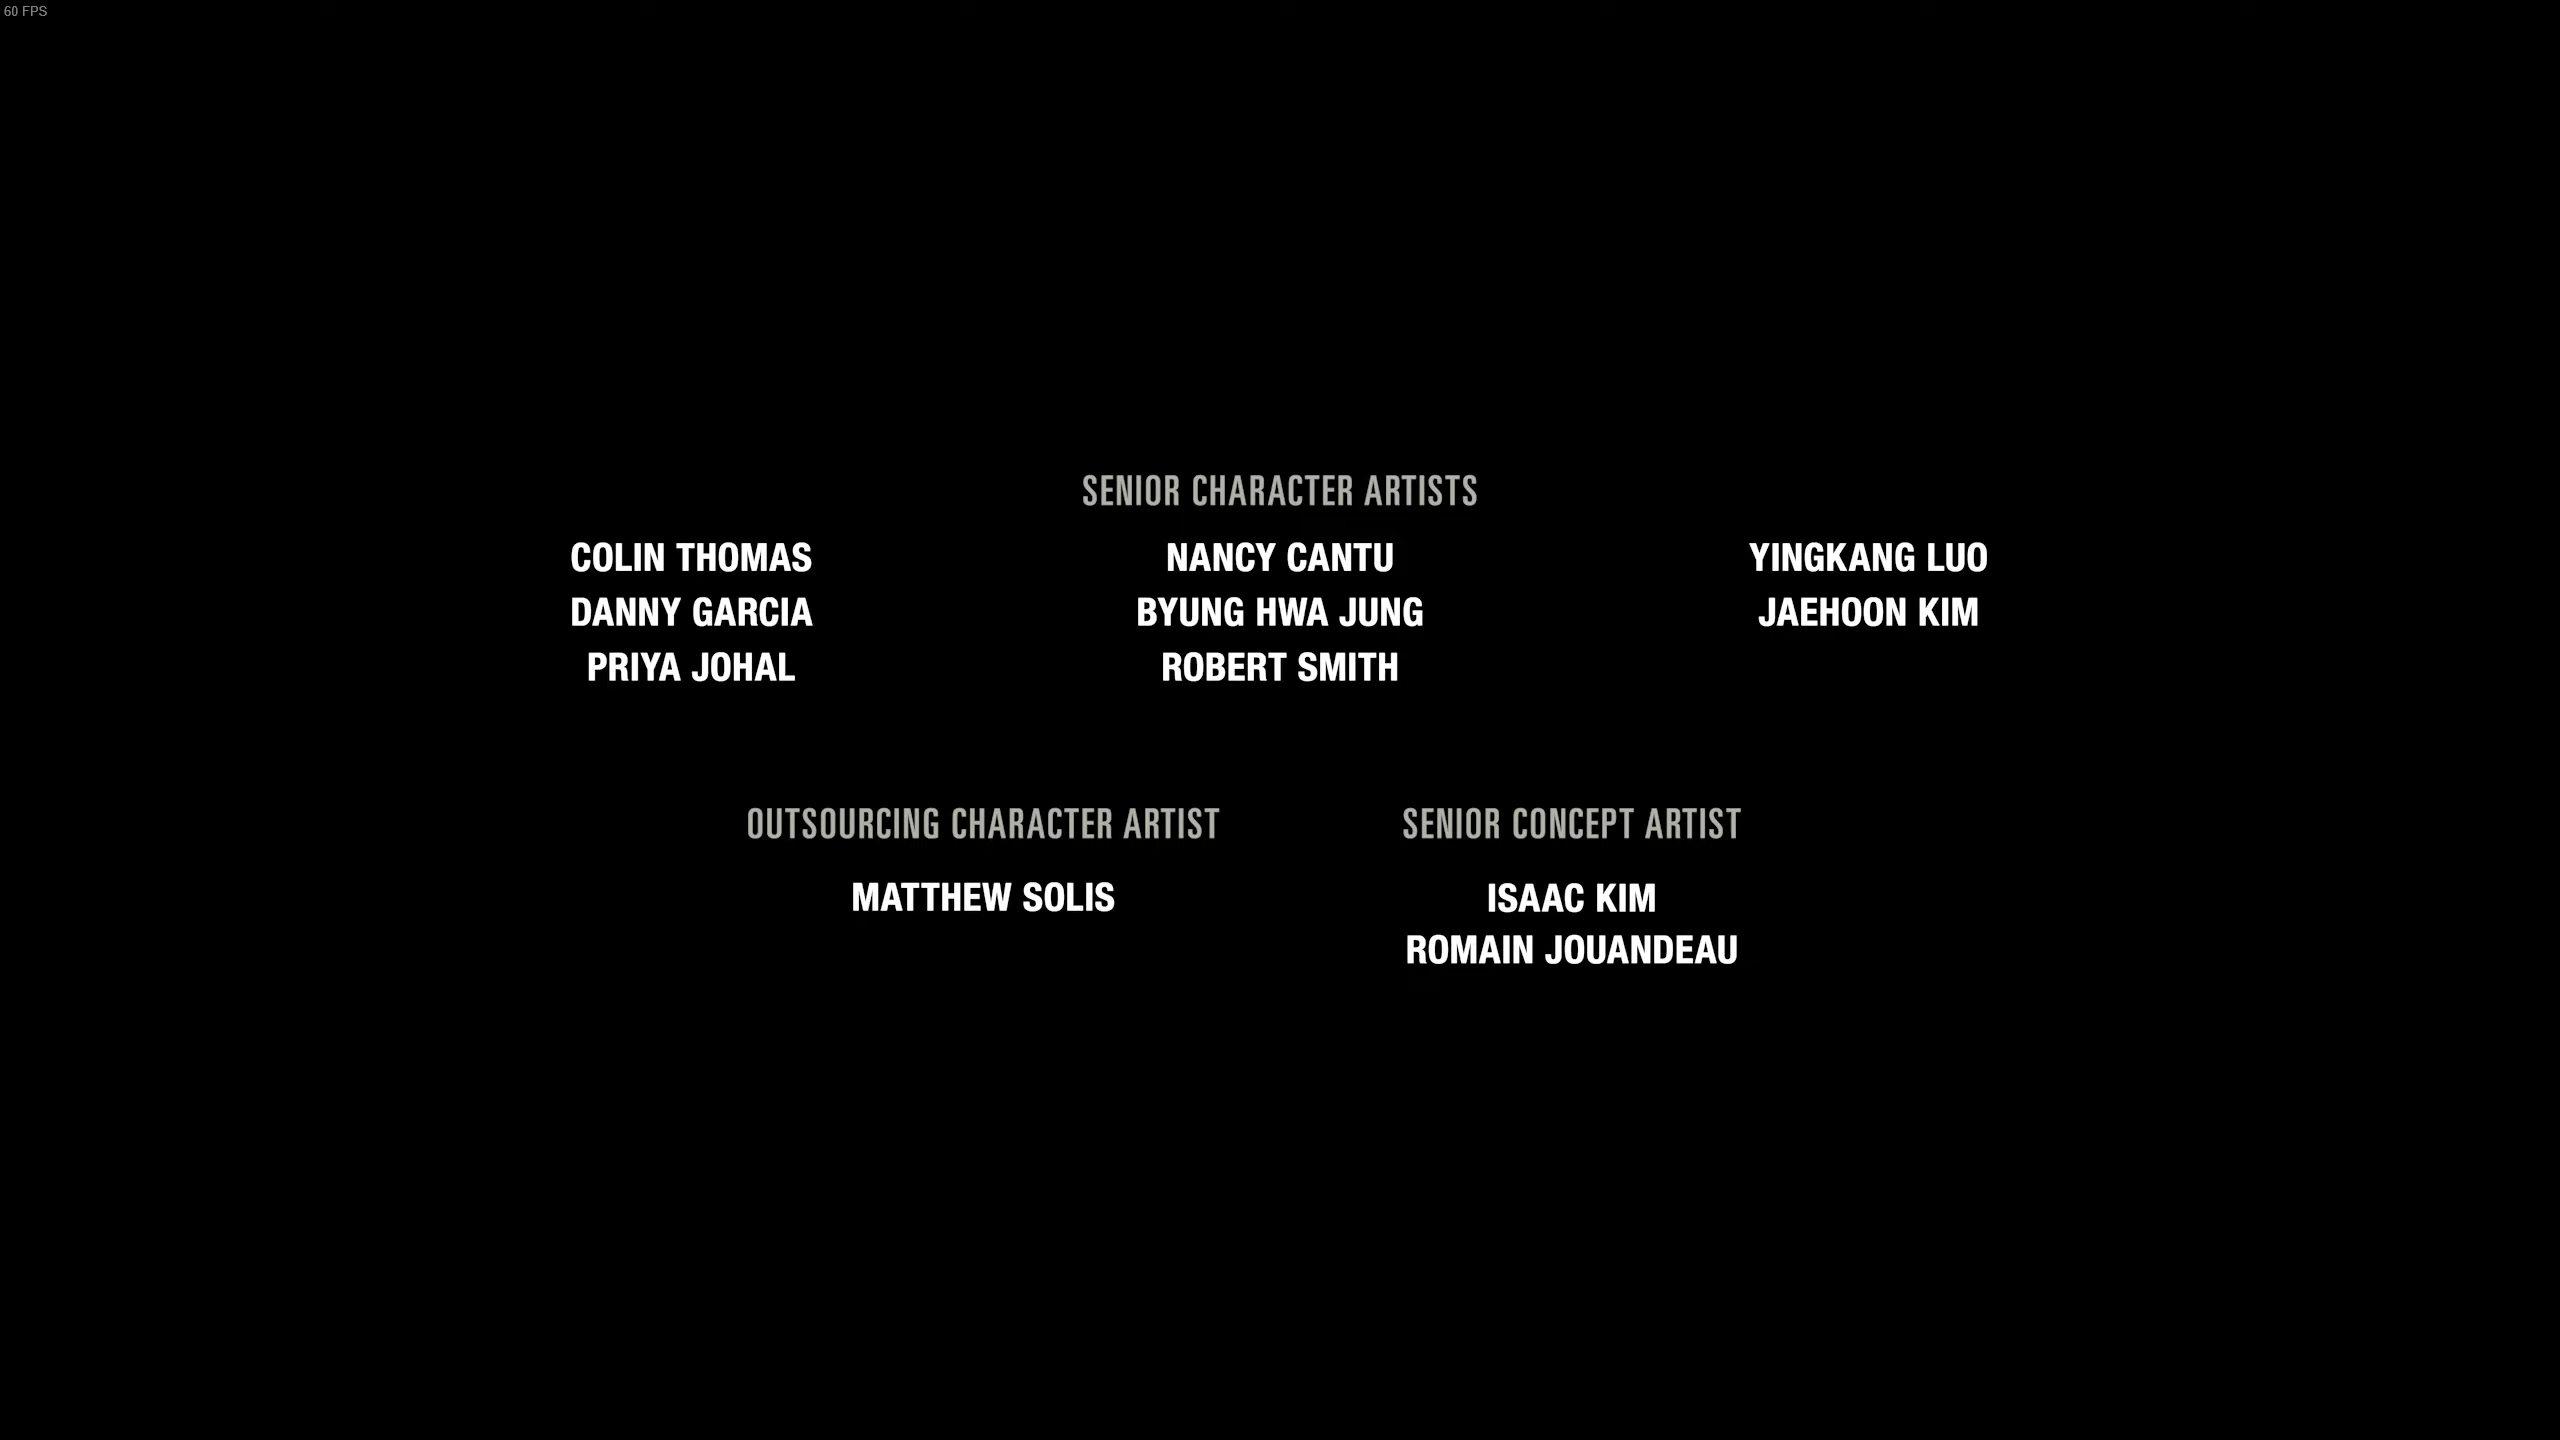 60 FPS
SENIOR CHARACTER ARTISTS
COLIN THOMAS NANCY CANTU YINGKANG LUO
DANNY GARCIA BYUNG HWA JUNG JAEHOON KIM
PRIYA JOHAL ROBERT SMITH
OUTSOURCING CHARACTER ARTIST SENIOR CONCEPT ARTIST
MATTHEW SOLIS ISAAC KIM
ROMAIN JOUANDEAU